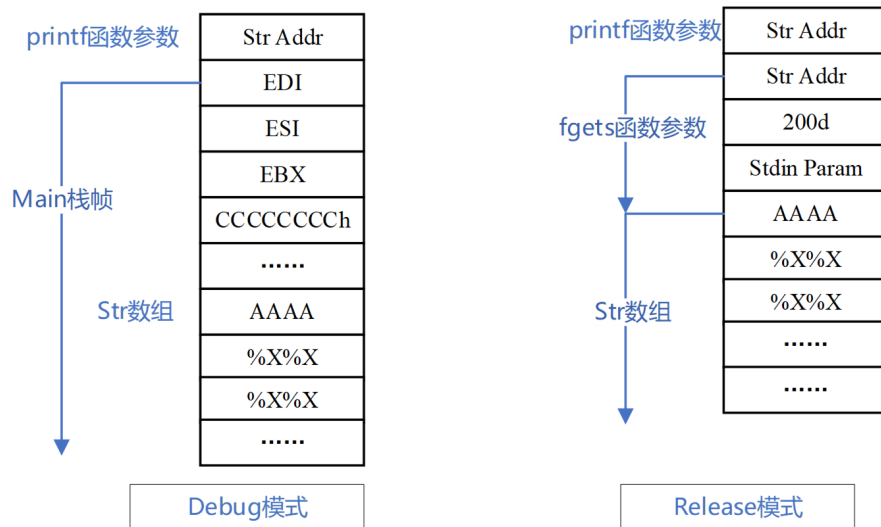 printf函数参数
Str Addr
EDI
ESI
EBX
Main栈帧
CCCCCCCCh
......
Str数组
AAAA
%X%X
%X%X
......
Debug模式
printf函数参数
Str Addr
Str Addr
fgets函数参数
200d
Stdin Param
AAAA
%X%X
Str数组
%X%X
......
......
Release模式